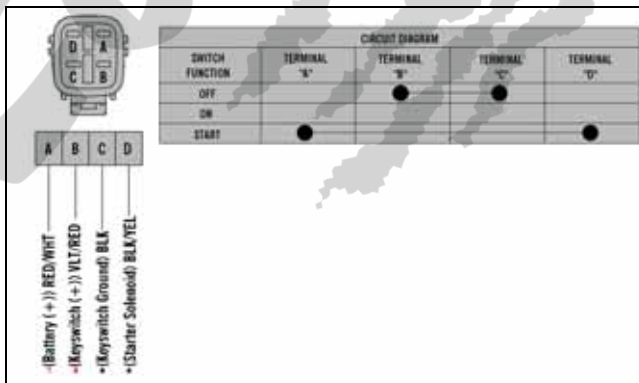 D A
C B
A B C D
(Battery (+)) RED/WHT
(Keyswitch (+)) VLT/RED
(Keyswitch Ground) BLK
(Starter Solenoid) BLK/YEL
CIRCUIT DIAGRAM
SWITCH FUNCTION TERMINAL "A" TERMINAL "B" TERMINAL "C" TERMINAL "D"
OFF
ON
START